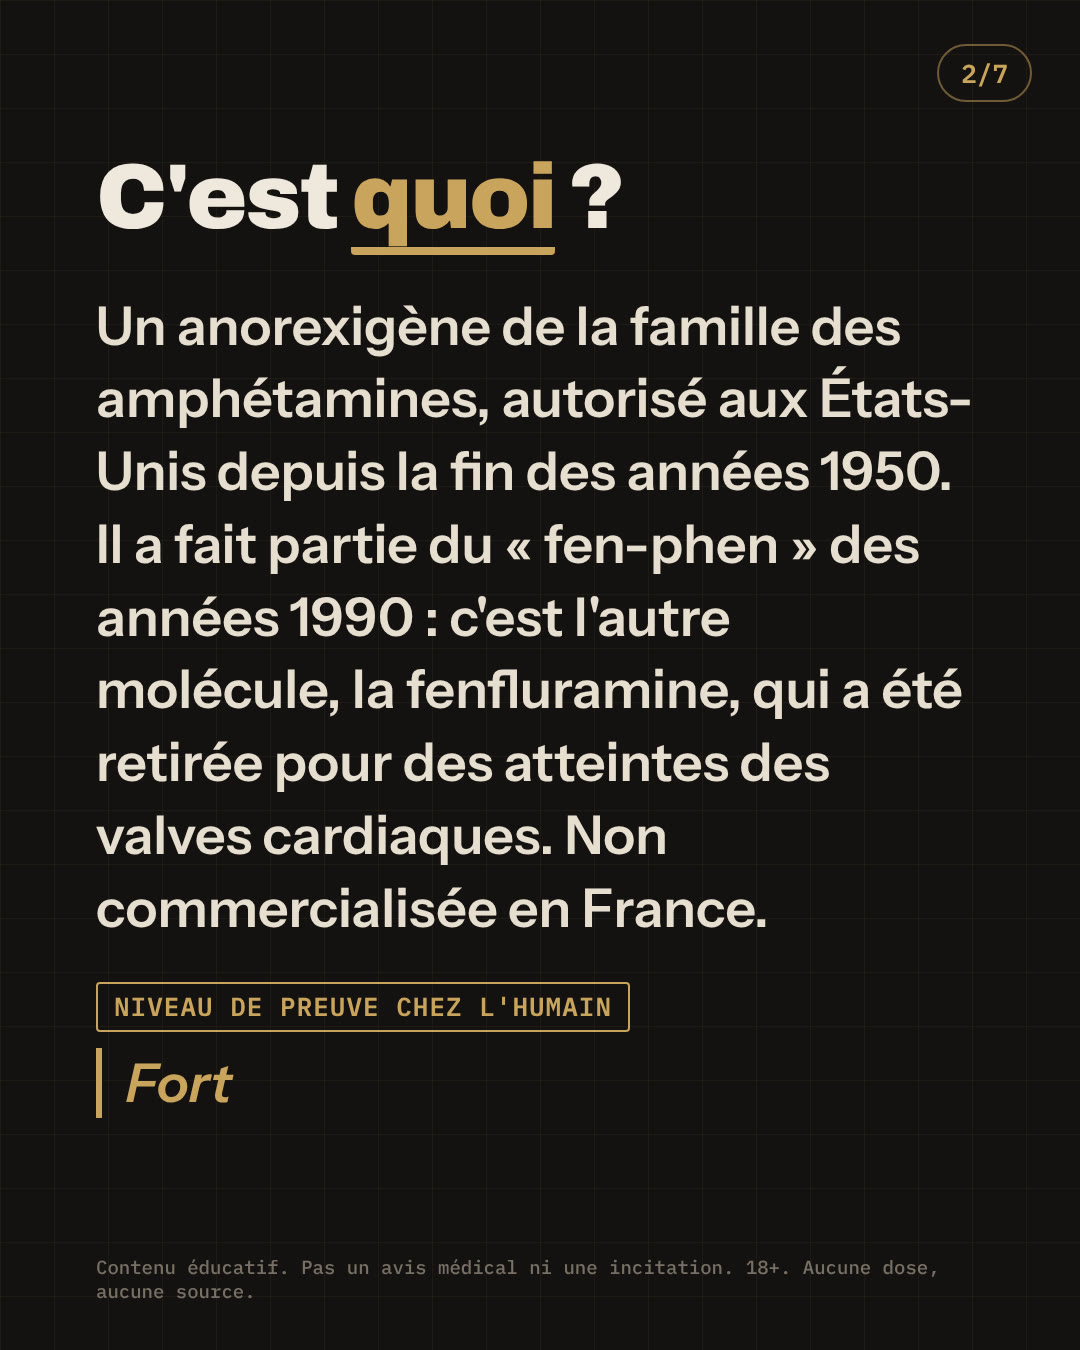 2/7
C'est quoi ?
Un anorexigène de la famille des
amphétamines, autorisé aux États-
Unis depuis la fin des années 1950.
Il a fait partie du « fen-phen » des
années 1990 : c'est l'autre
molécule, la fenfluramine, qui a été
retirée pour des atteintes des
valves cardiaques. Non
commercialisée en France.
NIVEAU DE PREUVE CHEZ L'HUMAIN
Fort
Contenu éducatif. Pas un avis médical ni une incitation. 18+. Aucune dose,
aucune source.